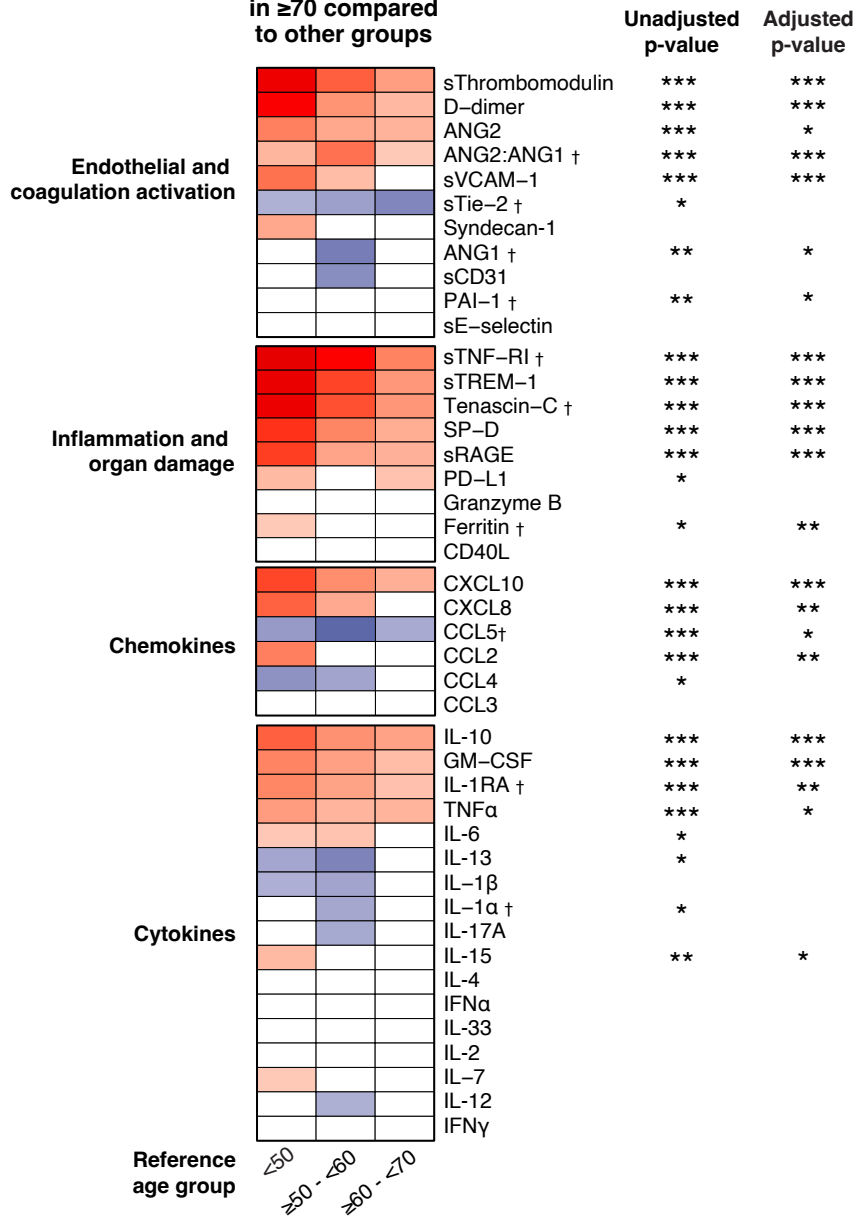 in ≥70 compared
to other groups
Unadjusted
p-value
Adjusted
p-value
Endothelial and
coagulation activation
sThrombomodulin *** ***
D−dimer *** ***
ANG2 *** *
ANG2:ANG1 † *** ***
sVCAM−1 *** ***
sTie−2 † *
Syndecan-1
ANG1 † ** *
sCD31
PAI−1 † ** *
sE−selectin
Inflammation and
organ damage
sTNF−RI † *** ***
sTREM−1 *** ***
Tenascin−C † *** ***
SP−D *** ***
sRAGE *** ***
PD−L1 *
Granzyme B
Ferritin † * **
CD40L
Chemokines
CXCL10 *** ***
CXCL8 *** **
CCL5† *** *
CCL2 *** **
CCL4 *
CCL3
Cytokines
IL-10 *** ***
GM−CSF *** ***
IL-1RA † *** **
TNFα *** *
IL−6 *
IL−13 *
IL−1β
IL−1α † *
IL-17A
IL−15 ** *
IL−4
IFNα
IL−33
IL−2
IL−7
IL−12
IFNγ
Reference
age group
<50
≥50 - <60
≥60 - <70